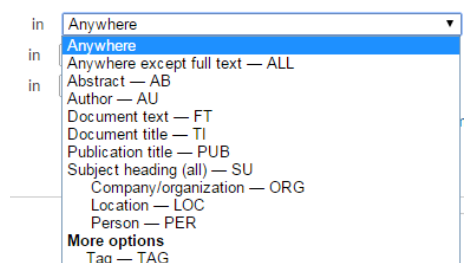 in Anywhere
Anywhere
in Anywhere except full text — ALL
in Abstract — AB
Author — AU
Document text — FT
Document title — TI
Publication title — PUB
Subject heading (all) — SU
Company/organization — ORG
Location — LOC
Person — PER
More options
Tag — TAG